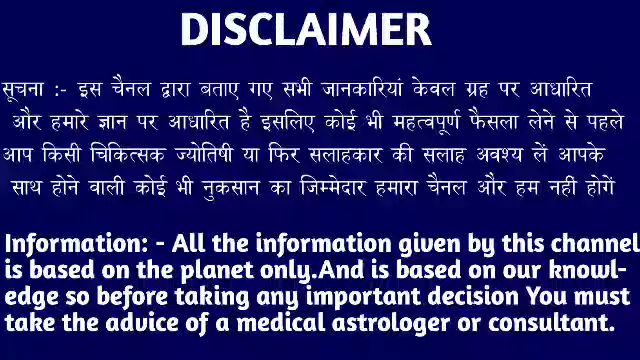 DISCLAIMER
सूचना :- इस चैनल द्वारा बताए गए सभी जानकारियां केवल ग्रह पर आधारित
और हमारे ज्ञान पर आधारित है इसलिए कोई भी महत्वपूर्ण फैसला लेने से पहले
आप किसी चिकित्सक ज्योतिषी या फिर सलाहकार की सलाह अवश्य लें आपके
साथ होने वाली कोई भी नुकसान का जिम्मेदार हमारा चैनल और हम नहीं होगें
Information: - All the information given by this channel
is based on the planet only.And is based on our knowl-
edge so before taking any important decision You must
take the advice of a medical astrologer or consultant.